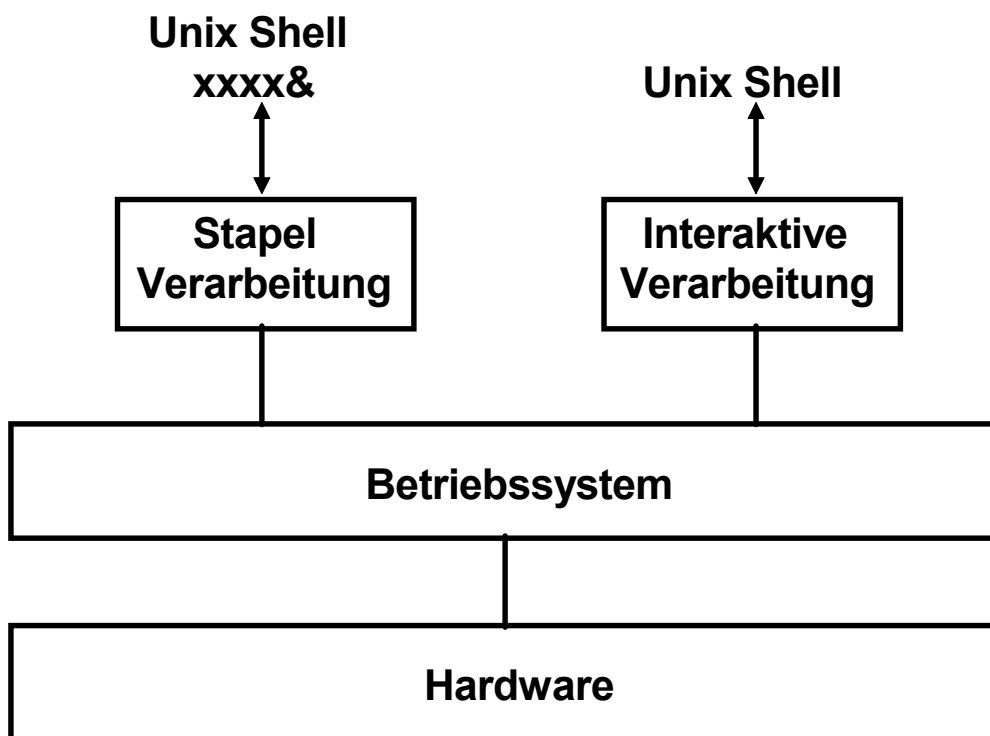 Unix Shell
xxxx&
Unix Shell
Stapel
Verarbeitung
Interaktive
Verarbeitung
Betriebssystem
Hardware